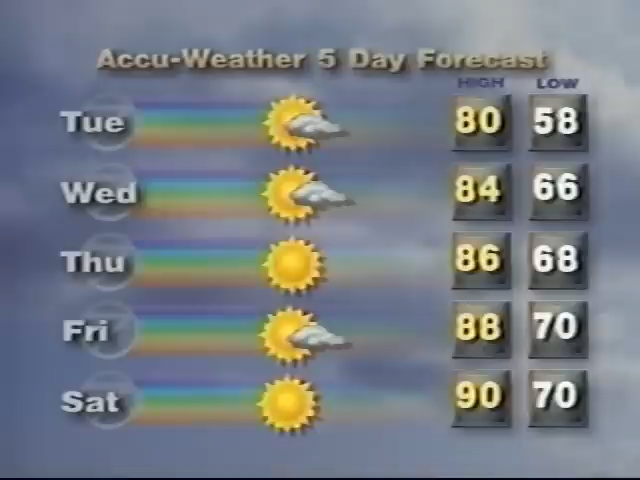 Accu-Weather 5 Day Forecast
HIGH LOW
Tue 80 58
Wed 84 66
Thu 86 68
Fri 88 70
Sat 90 70